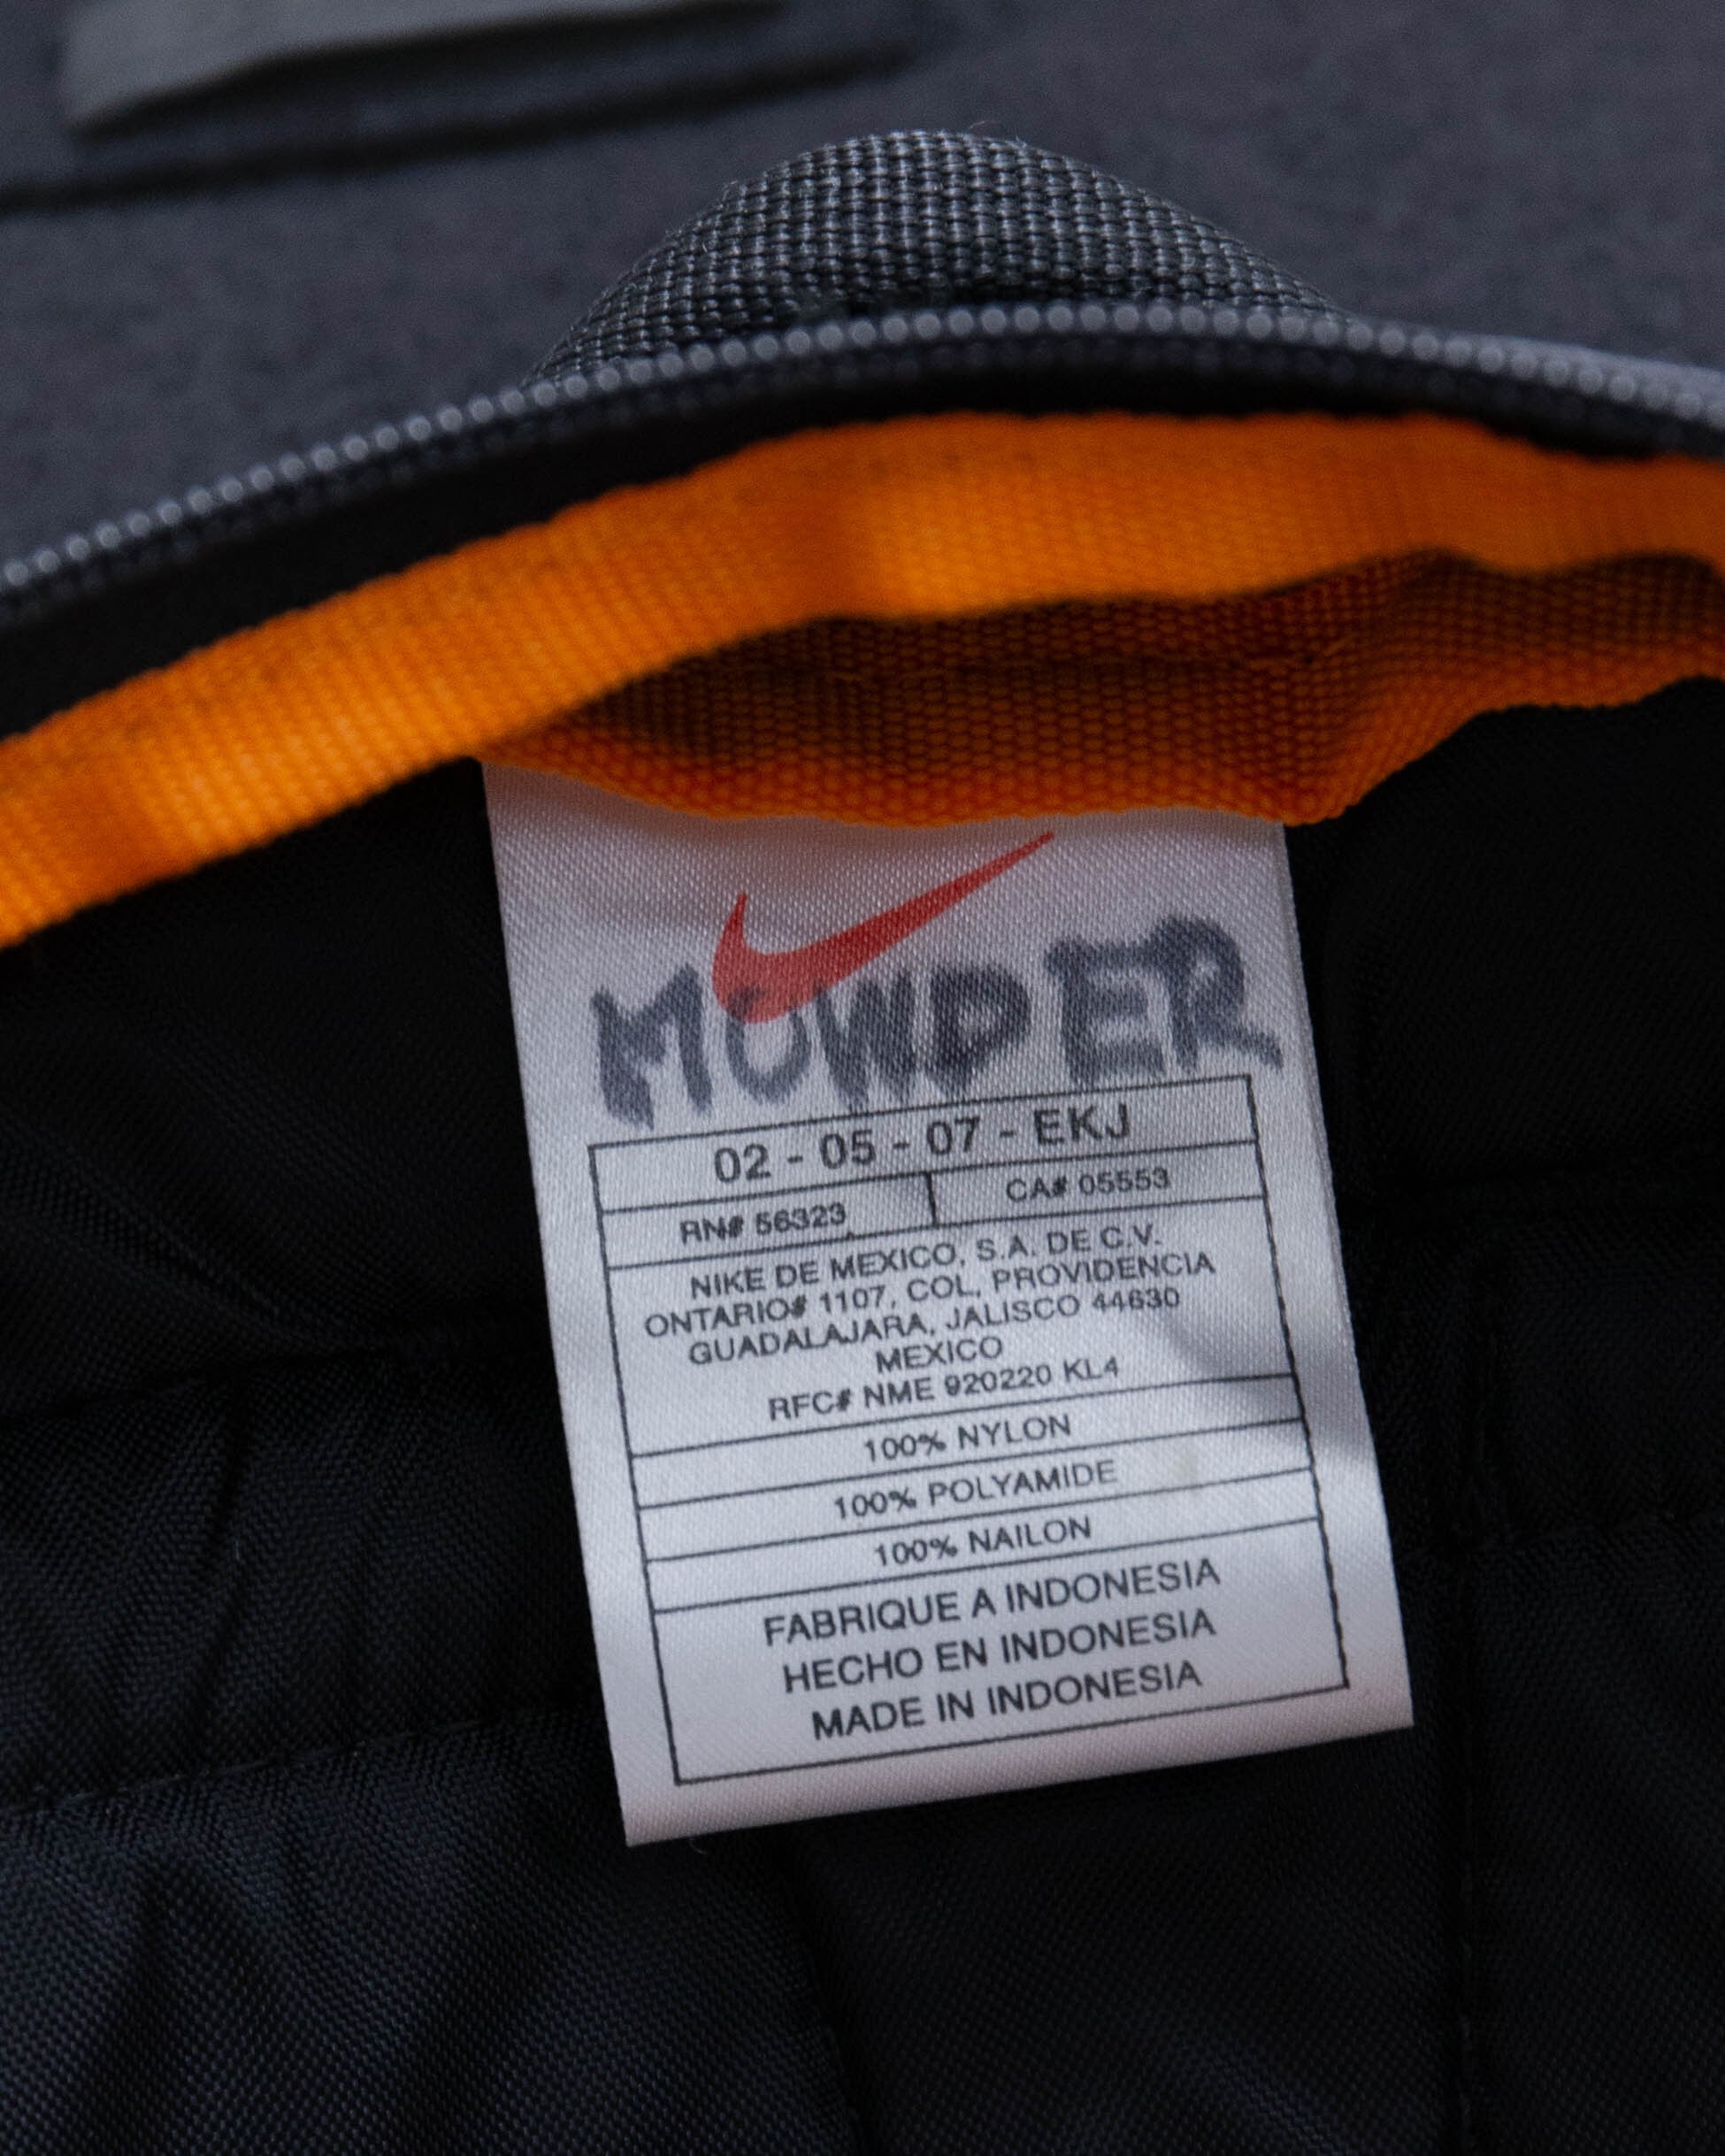 MOWDER
02 - 05 - 07 - EKJ
RN# 56323 CA# 05553
NIKE DE MEXICO, S.A. DE C.V.
ONTARIO# 1107, COL, PROVIDENCIA
GUADALAJARA, JALISCO 44630
MEXICO
RFC# NME 920220 KL4
100% NYLON
100% POLYAMIDE
100% NAILON
FABRIQUE A INDONESIA
HECHO EN INDONESIA
MADE IN INDONESIA